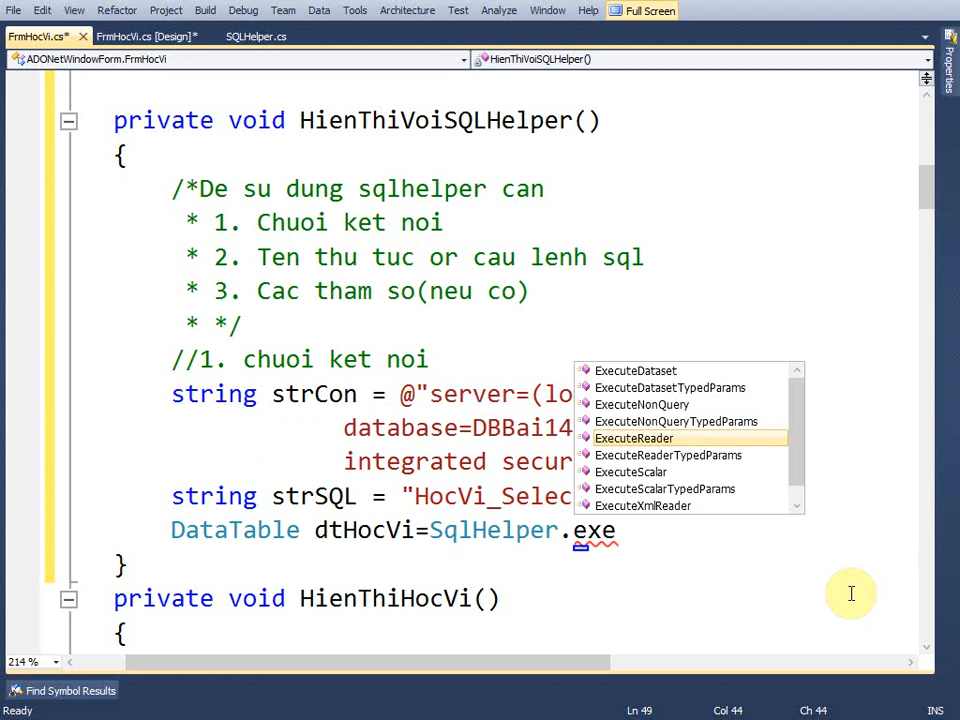 File Edit View Refactor Project Build Debug Team Data Tools Architecture Test Analyze Window Help Full Screen
FrmHocVi.cs* FrmHocVi.cs [Design]* SQLHelper.cs
ADONetWindowForm.FrmHocVi HienThiVoiSQLHelper()
Properties
private void HienThiVoiSQLHelper()
{
/*De su dung sqlhelper can
* 1. Chuoi ket noi
* 2. Ten thu tuc or cau lenh sql
* 3. Cac tham so(neu co)
* */
//1. chuoi ket noi
string strCon = @"server=(lo
database=DBBai14
integrated secur
string strSQL = "HocVi_Selec
DataTable dtHocVi=SqlHelper.exe
ExecuteDataset
ExecuteDatasetTypedParams
ExecuteNonQuery
ExecuteNonQueryTypedParams
ExecuteReader
ExecuteReaderTypedParams
ExecuteScalar
ExecuteScalarTypedParams
ExecuteXmlReader
}
private void HienThiHocVi()
{
214 %
Find Symbol Results
Ready Ln 49 Col 44 Ch 44 INS